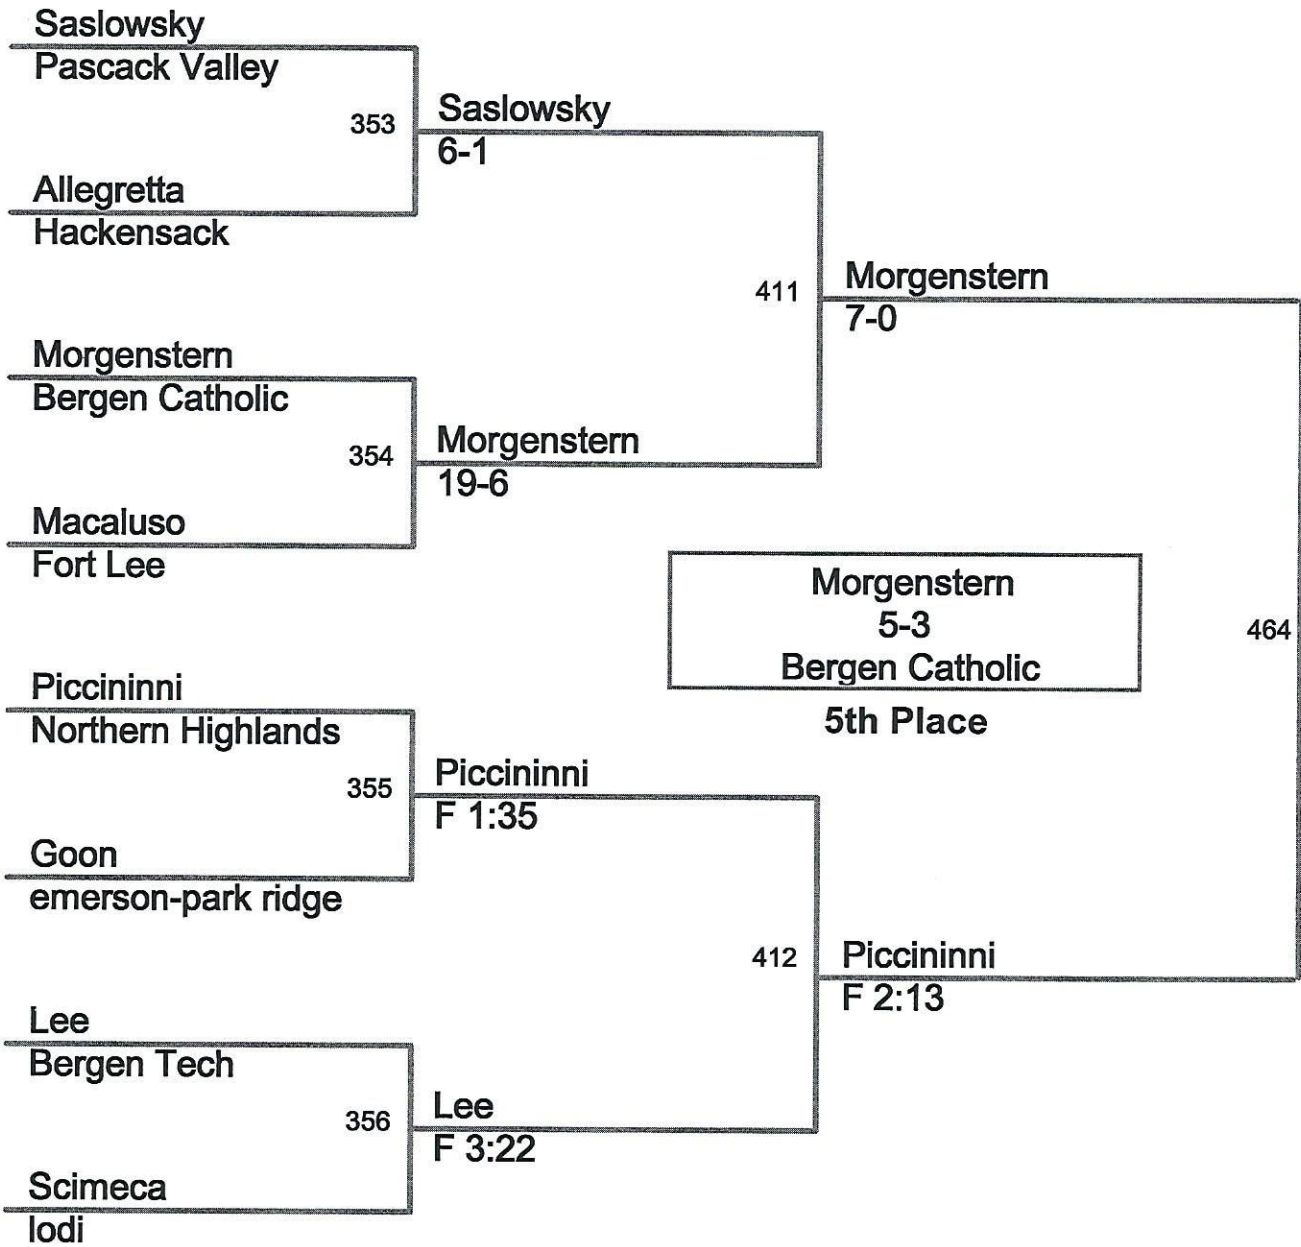 Saslowsky
Pascack Valley
353
Saslowsky
6-1
Allegretta
Hackensack
411
Morgenstern
7-0
Morgenstern
Bergen Catholic
354
Morgenstern
19-6
Macaluso
Fort Lee
Morgenstern
5-3
Bergen Catholic
5th Place
464
Piccininni
Northern Highlands
355
Piccininni
F 1:35
Goon
emerson-park ridge
412
Piccininni
F 2:13
Lee
Bergen Tech
356
Lee
F 3:22
Scimeca
lodi